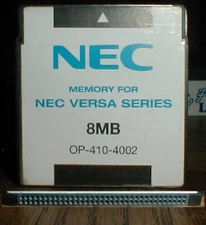 NEC
MEMORY FOR
NEC VERSA SERIES
8MB
OP-410-4002